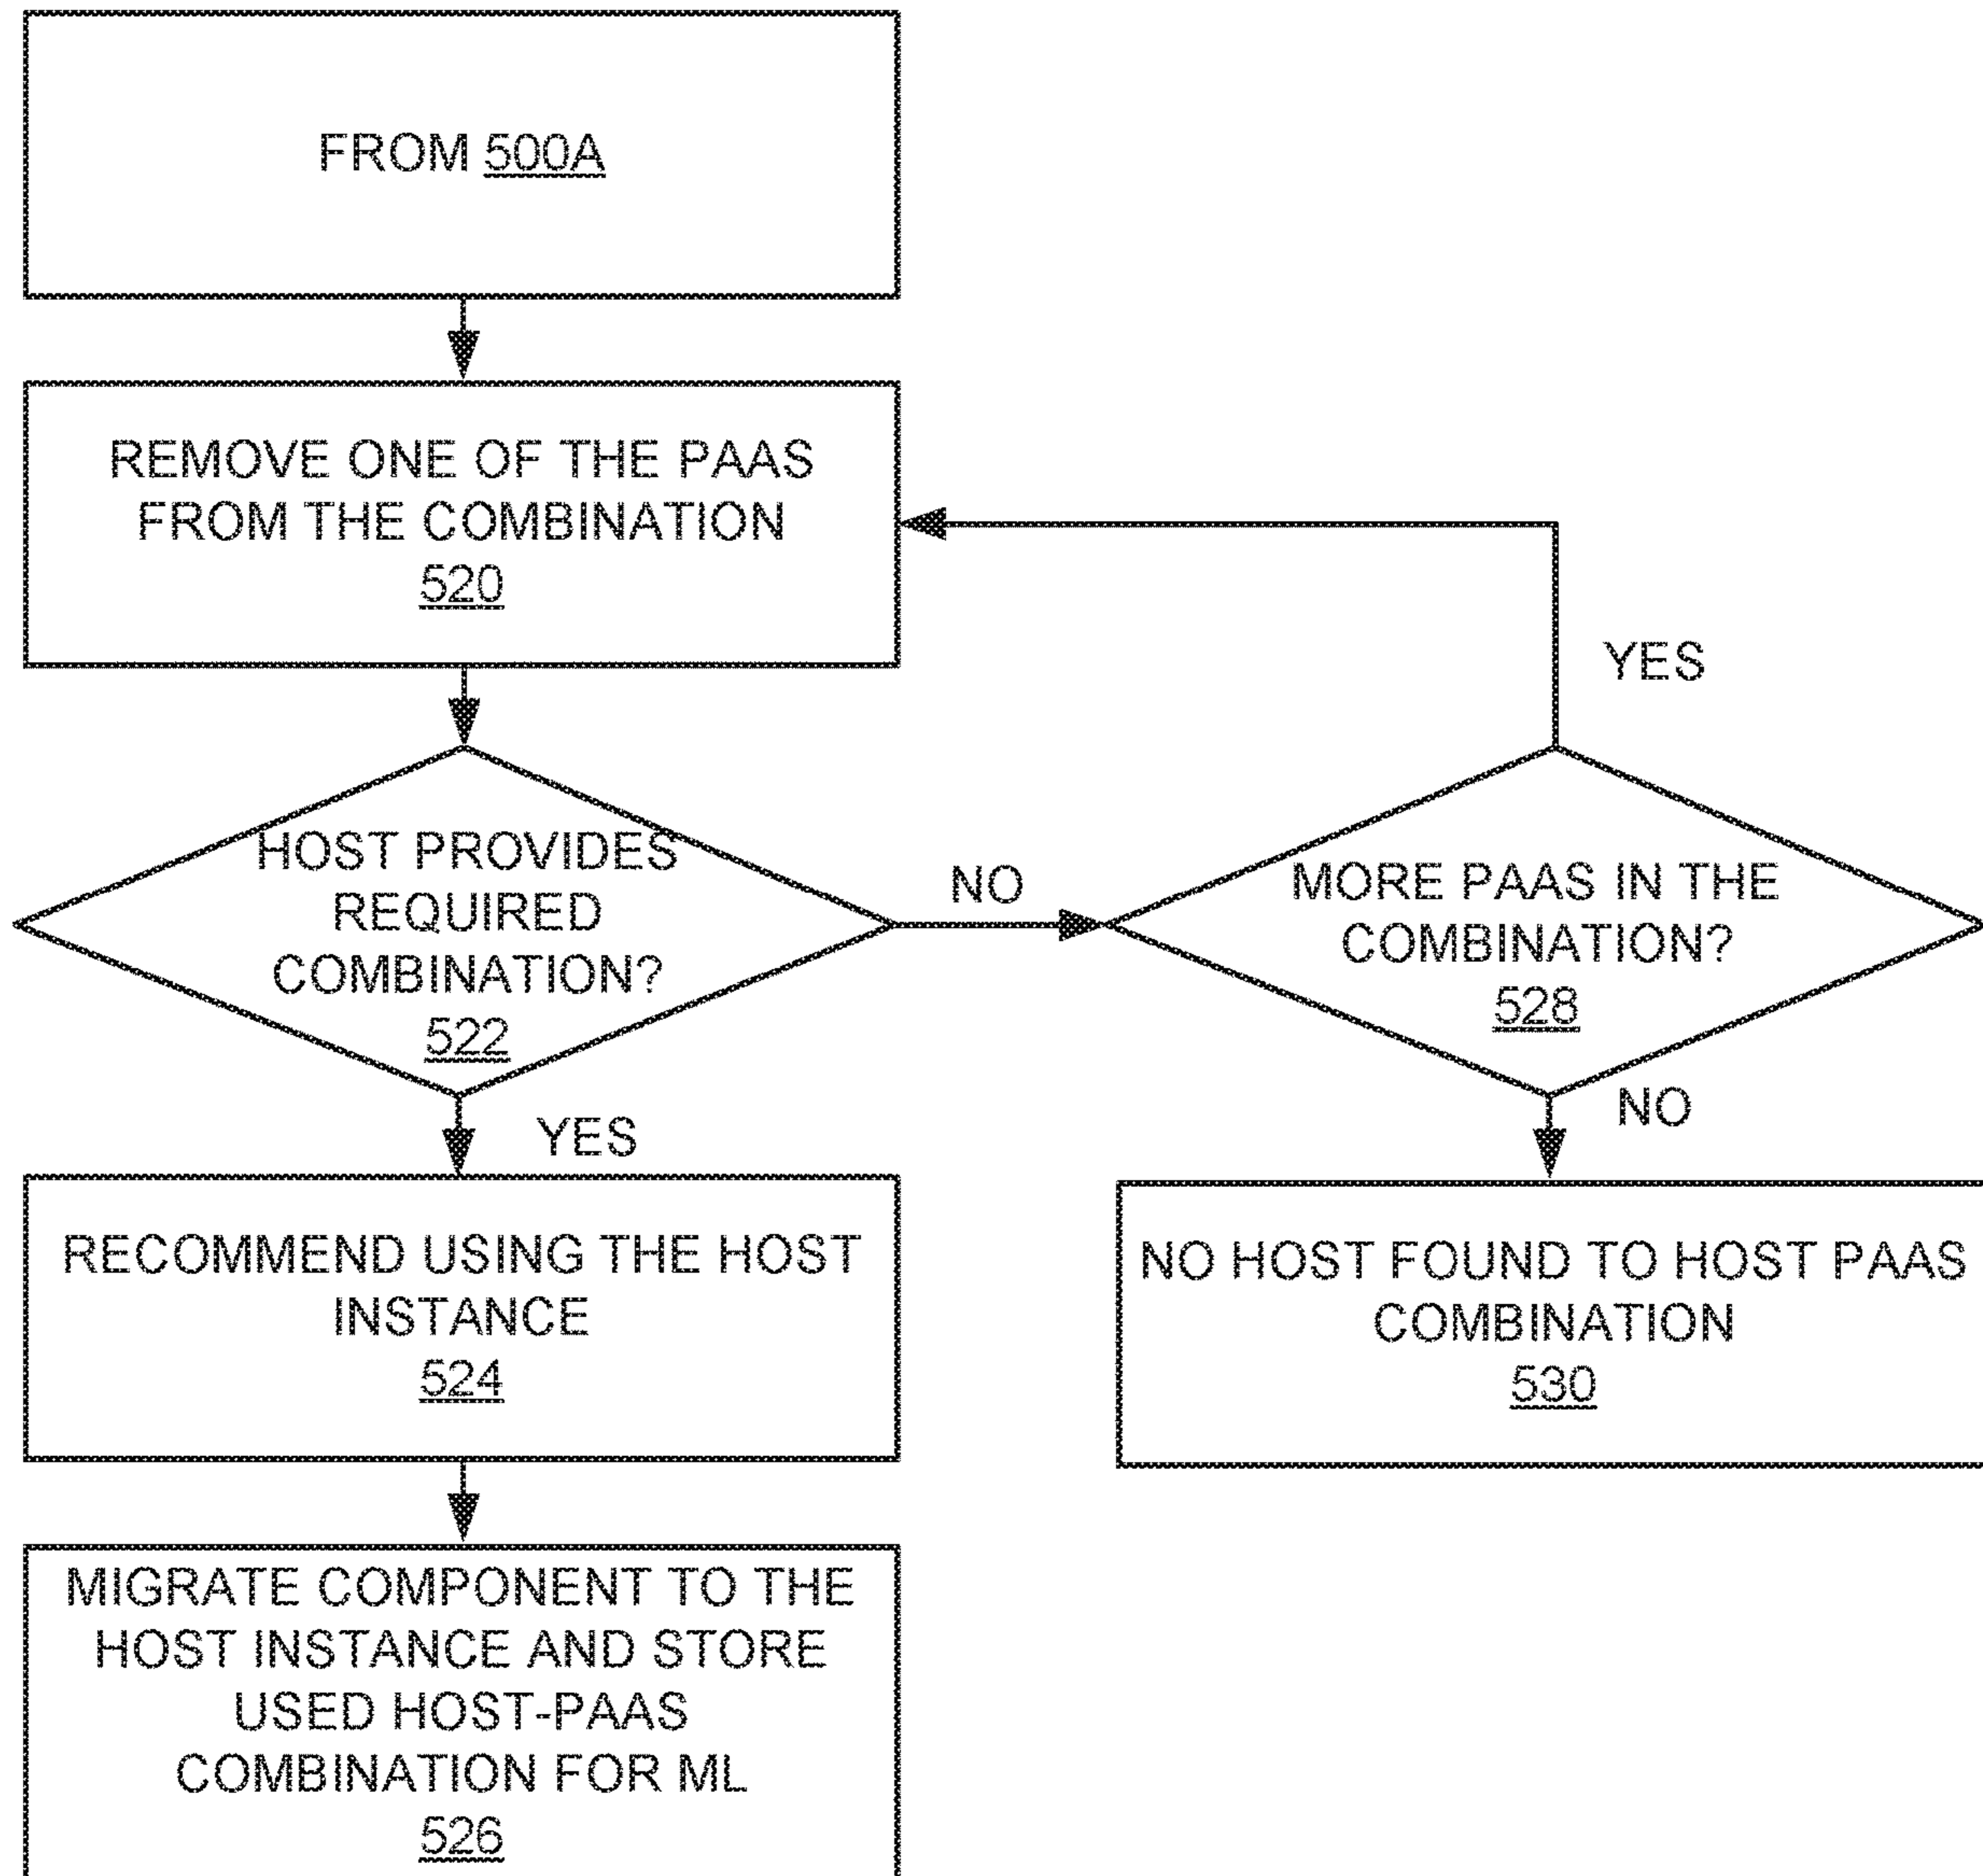 FROM 500A
REMOVE ONE OF THE PAAS
FROM THE COMBINATION
520
YES
HOST PROVIDES
REQUIRED
COMBINATION?
522
NO
MORE PAAS IN THE
COMBINATION?
528
YES
NO
RECOMMEND USING THE HOST
INSTANCE
524
NO HOST FOUND TO HOST PAAS
COMBINATION
530
MIGRATE COMPONENT TO THE
HOST INSTANCE AND STORE
USED HOST-PAAS
COMBINATION FOR ML
526